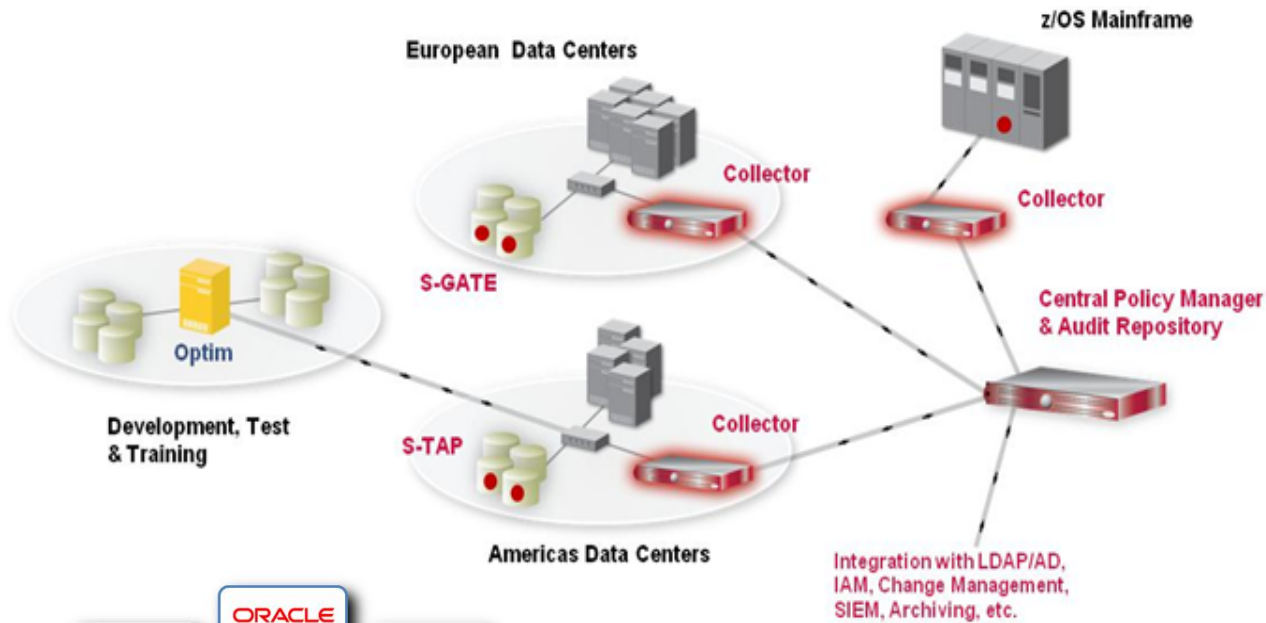 z/OS Mainframe
European Data Centers
Collector
Collector
S-GATE
Central Policy Manager
& Audit Repository
Optim
Development, Test
& Training
S-TAP
Collector
Americas Data Centers
Integration with LDAP/AD,
IAM, Change Management,
SIEM, Archiving, etc.
ORACLE